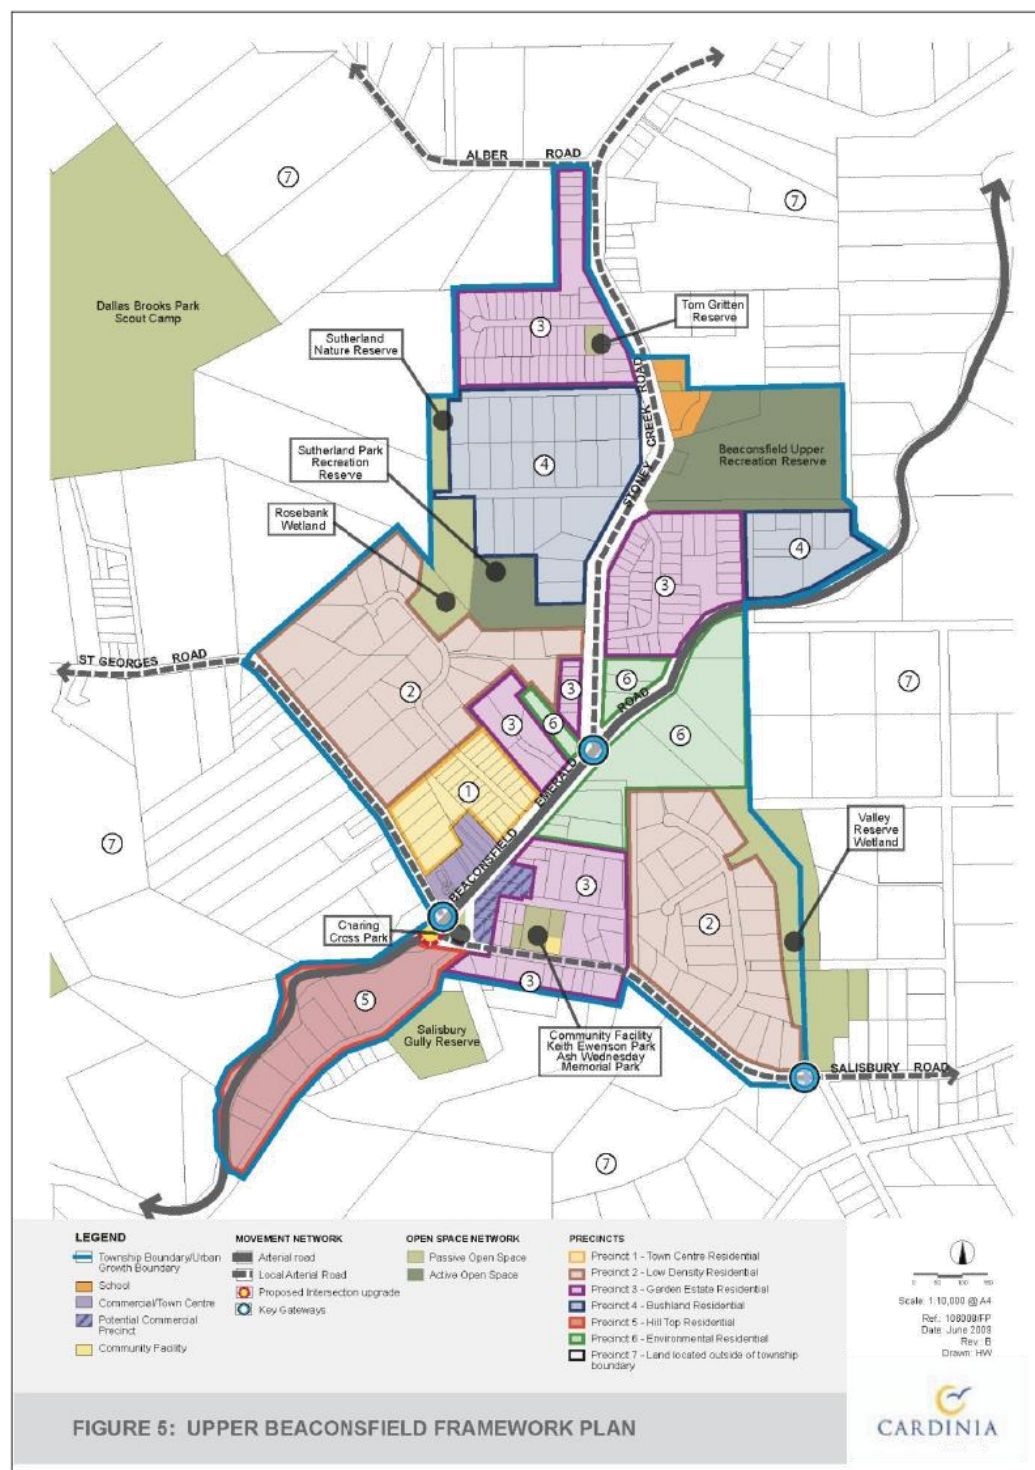 ALBER ROAD
7
7
Dallas Brooks Park
Scout Camp
Tom Gritten
Reserve
3
Sutherland
Nature Reserve
STONEY CREEK ROAD
4
Sutherland Park
Recreation
Reserve
Beaconsfield Upper
Recreation Reserve
Rosebank
Wetland
4
3
ST GEORGES ROAD
2
3
6
7
3
6
6
BEACONSFIELD EMERALD ROAD
1
7
Valley
Reserve
Wetland
3
2
Charing
Cross Park
3
5
Salisbury
Gully Reserve
Community Facility
Keith Ewenson Park
Ash Wednesday
Memorial Park
SALISBURY ROAD
7
LEGEND
Township Boundary/Urban
Growth Boundary
School
Commercial/Town Centre
Potential Commercial
Precinct
Community Facility
MOVEMENT NETWORK
Arterial road
Local Arterial Road
Proposed Intersection upgrade
Key Gateways
OPEN SPACE NETWORK
Passive Open Space
Active Open Space
PRECINCTS
Precinct 1 - Town Centre Residential
Precinct 2 - Low Density Residential
Precinct 3 - Garden Estate Residential
Precinct 4 - Bushland Residential
Precinct 5 - Hill Top Residential
Precinct 6 - Environmental Residential
Precinct 7 - Land located outside of township
boundary
0 50 100 150
Scale: 1:10,000 @ A4
Date: June 2009
Rev: B
Drawn: HW
FIGURE 5: UPPER BEACONSFIELD FRAMEWORK PLAN
CARDINIA